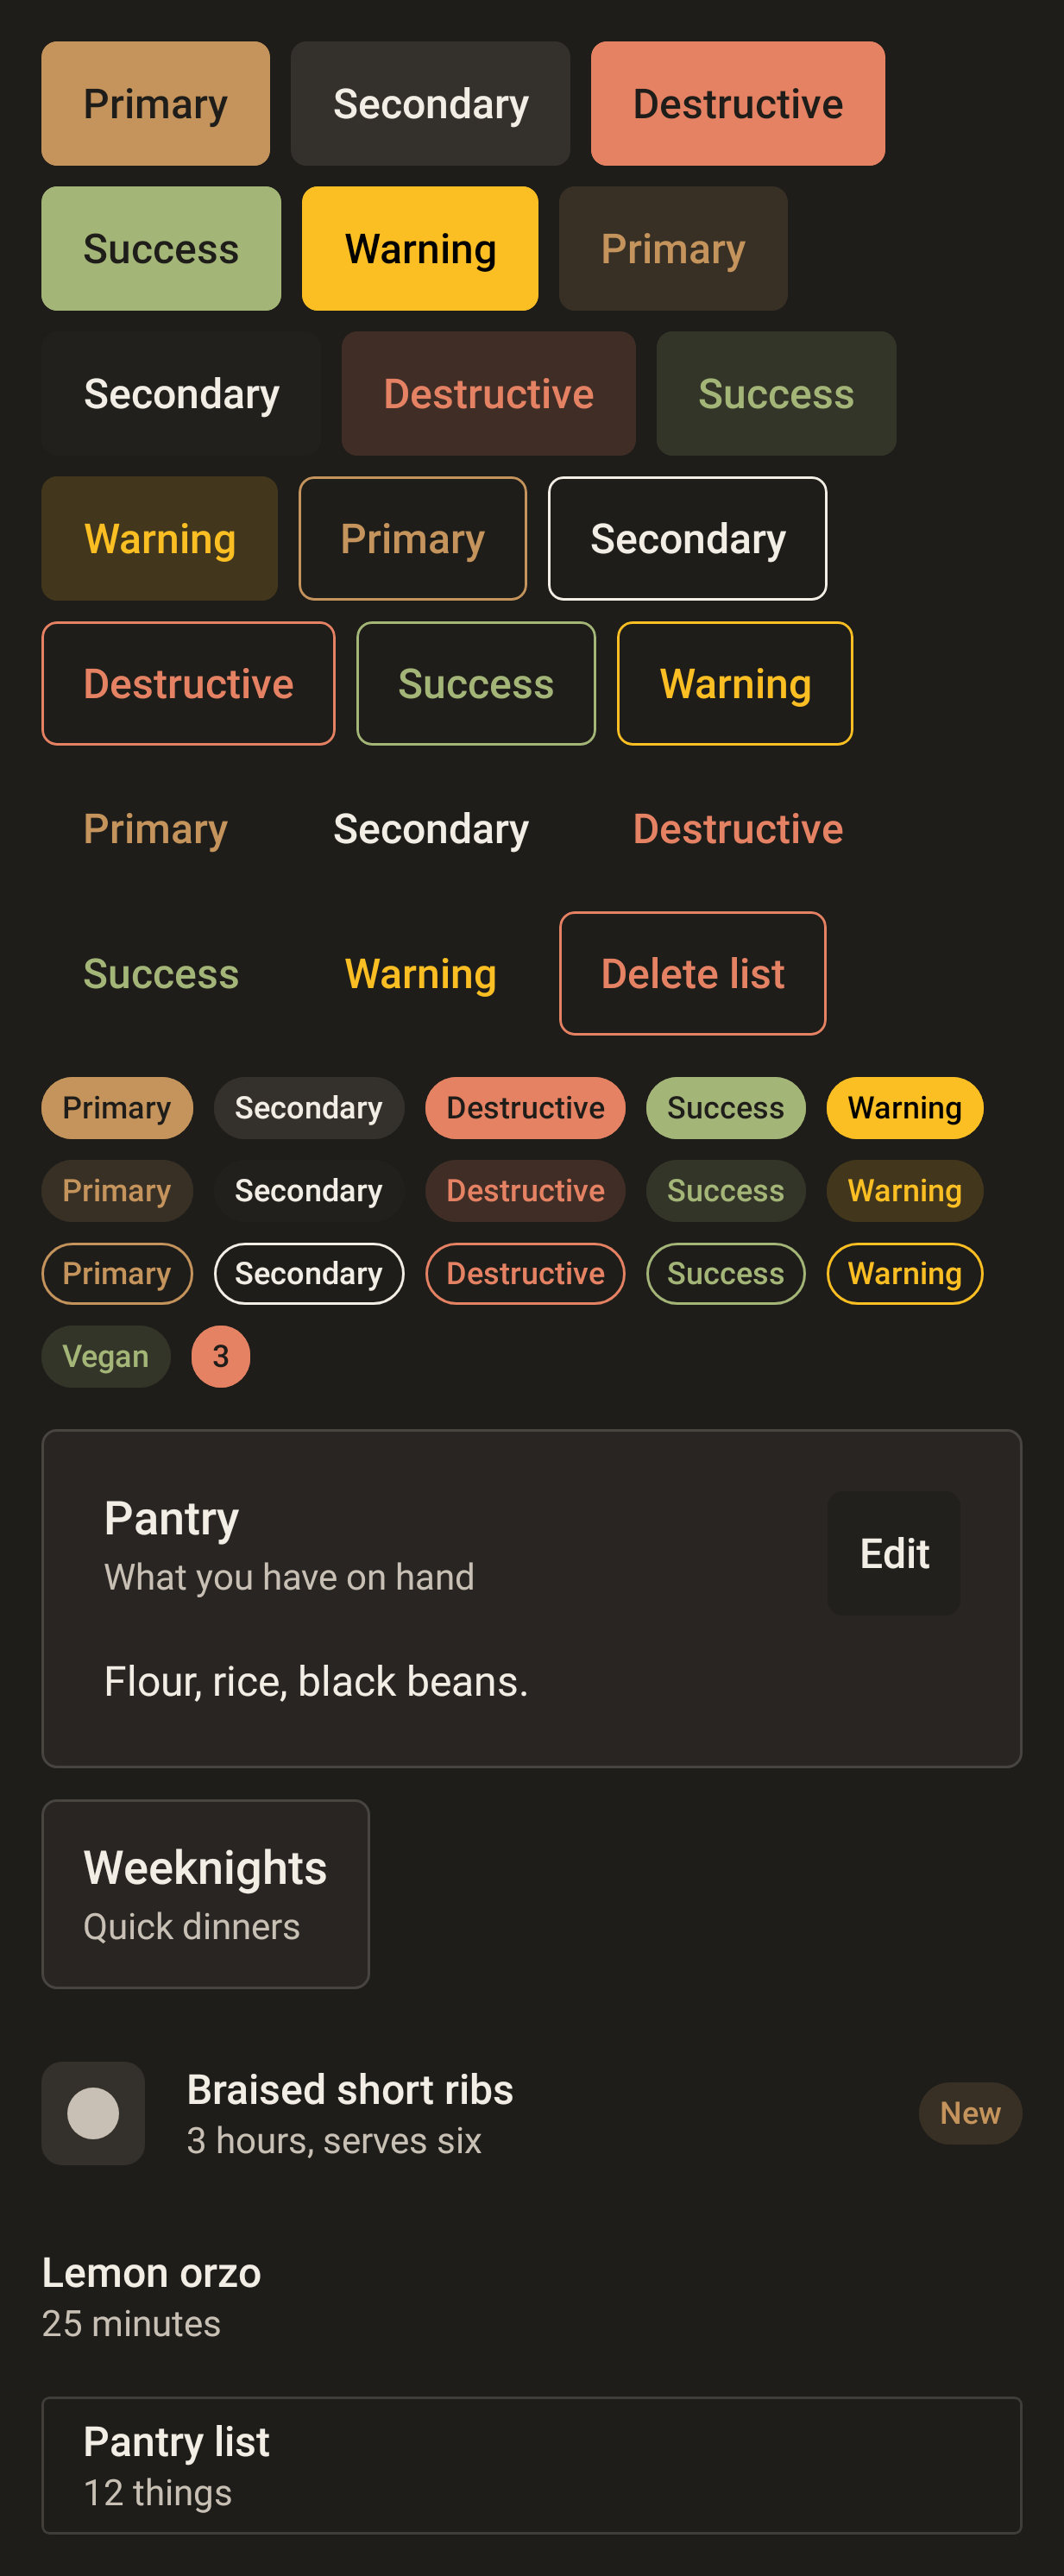 Primary Secondary Destructive
Success Warning Primary
Secondary Destructive Success
Warning Primary Secondary
Destructive Success Warning
Primary Secondary Destructive
Success Warning Delete list
Primary Secondary Destructive Success Warning
Primary Secondary Destructive Success Warning
Primary Secondary Destructive Success Warning
Vegan 3
Pantry
What you have on hand
Edit
Flour, rice, black beans.
Weeknights
Quick dinners
Braised short ribs
3 hours, serves six
New
Lemon orzo
25 minutes
Pantry list
12 things